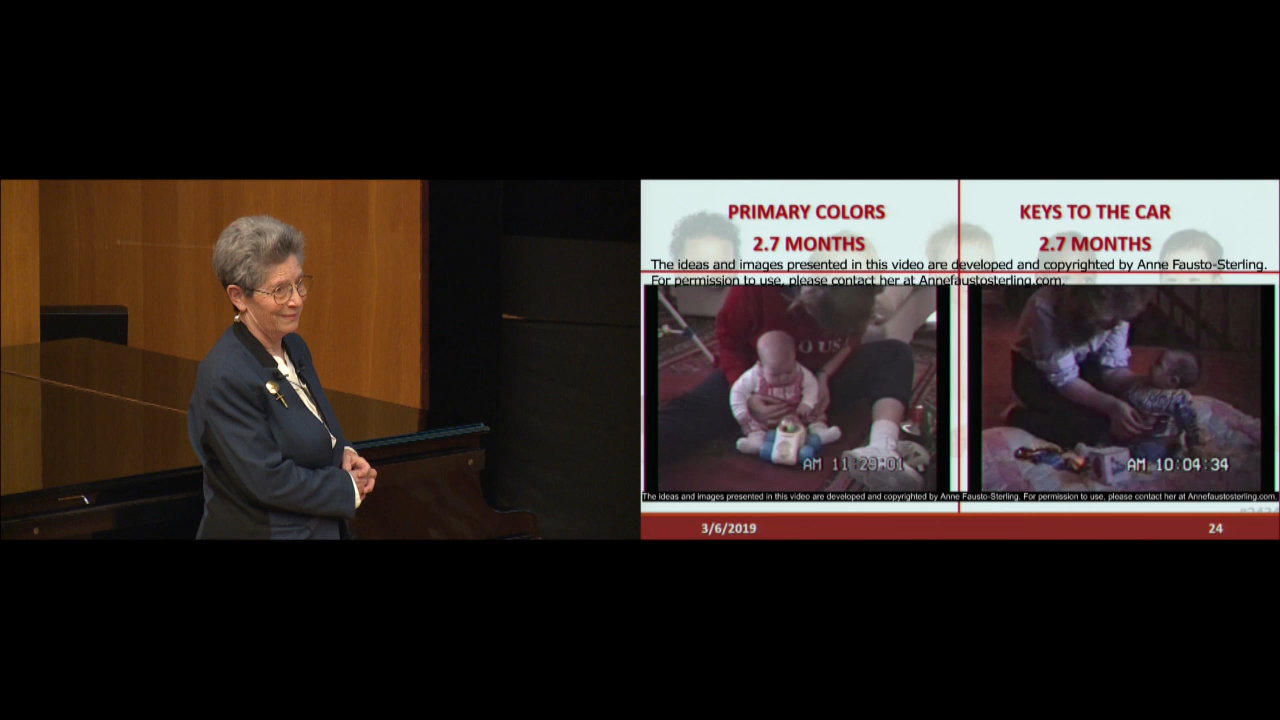 PRIMARY COLORS
2.7 MONTHS
KEYS TO THE CAR
2.7 MONTHS
The ideas and images presented in this video are developed and copyrighted by Anne Fausto-Sterling.
For permission to use, please contact her at Annefaustosterling.com.
O US
AM 11:29:01
AM 10:04:34
The ideas and images presented in this video are developed and copyrighted by Anne Fausto-Sterling. For permission to use, please contact her at Annefaustosterling.com.
3/6/2019
24